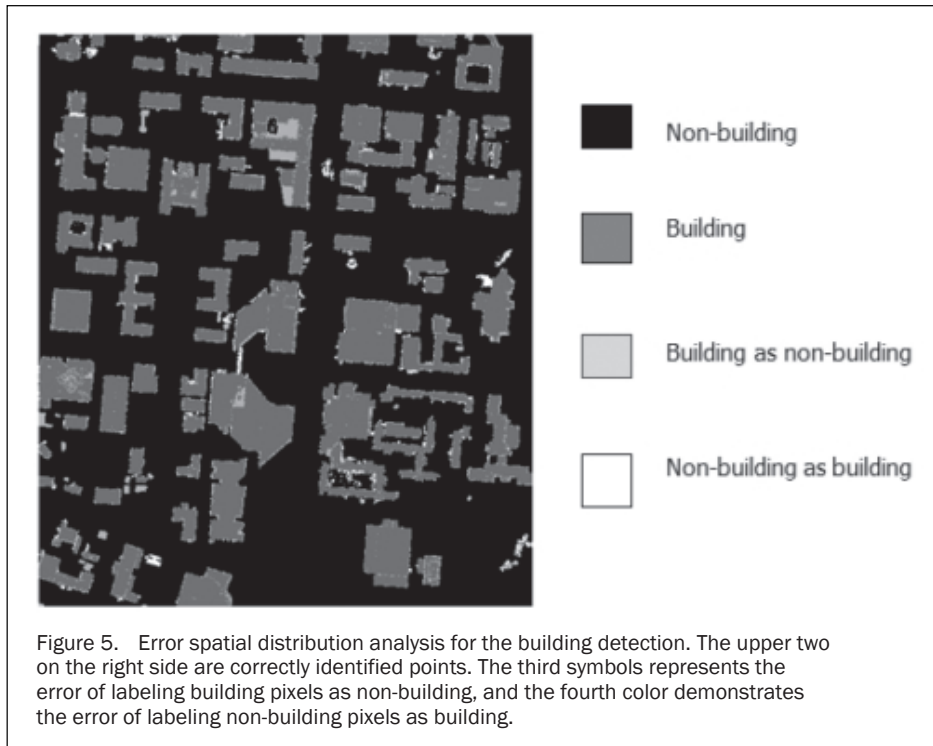 6
Non-building
Building
Building as non-building
Non-building as building
Figure 5. Error spatial distribution analysis for the building detection. The upper two
on the right side are correctly identified points. The third symbols represents the
error of labeling building pixels as non-building, and the fourth color demonstrates
the error of labeling non-building pixels as building.